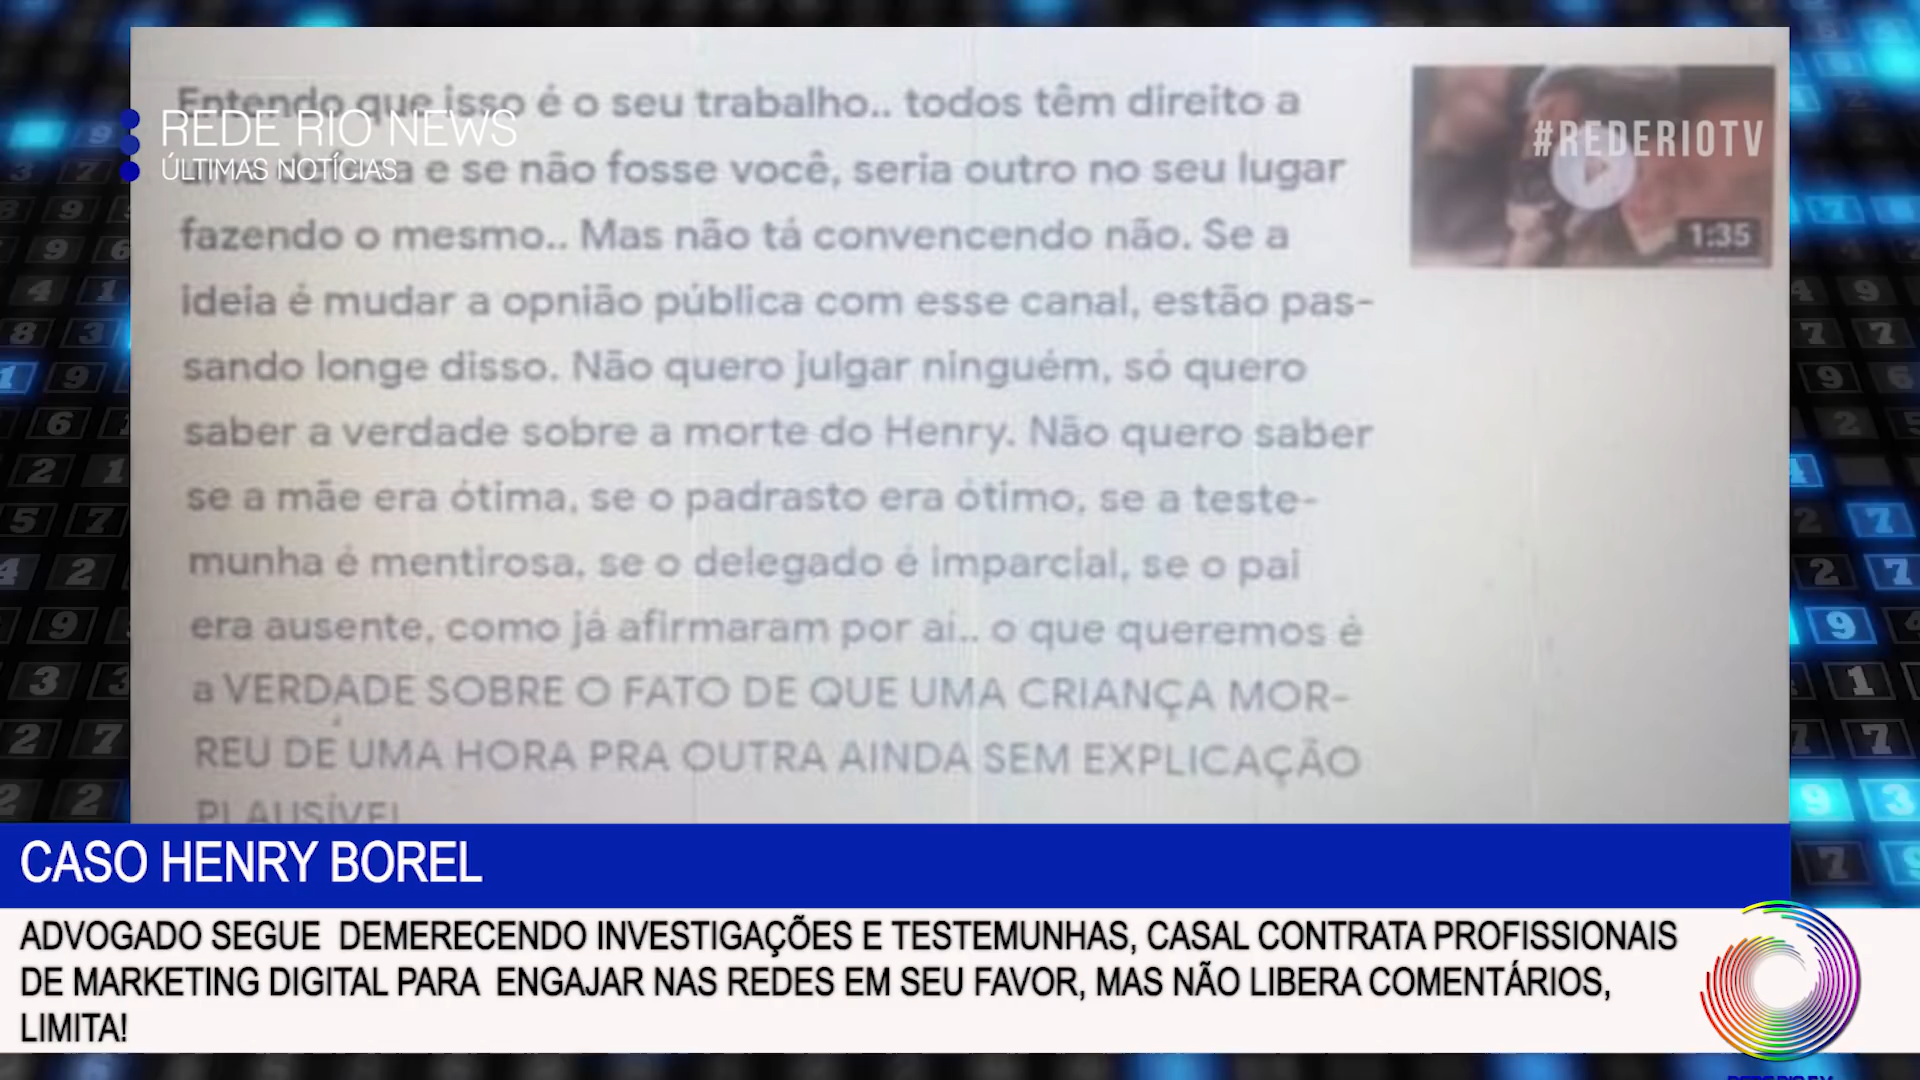 Entendo que isso é o seu trabalho.. todos têm direito a
REDE RIO NEWS
ÚLTIMAS NOTÍCIAS
#REDERIOTV
1:35
e se não fosse você, seria outro no seu lugar
fazendo o mesmo.. Mas não tá convencendo não. Se a
ideia é mudar a opnião pública com esse canal, estão pas-
sando longe disso. Não quero julgar ninguém, só quero
saber a verdade sobre a morte do Henry. Não quero saber
se a mãe era ótima, se o padrasto era ótimo, se a teste-
munha é mentirosa, se o delegado é imparcial, se o pai
era ausente, como já afirmaram por ai.. o que queremos é
a VERDADE SOBRE O FATO DE QUE UMA CRIANÇA MOR-
REU DE UMA HORA PRA OUTRA AINDA SEM EXPLICAÇÃO
PLAUSÍVEL
CASO HENRY BOREL
ADVOGADO SEGUE DEMERECENDO INVESTIGAÇÕES E TESTEMUNHAS, CASAL CONTRATA PROFISSIONAIS
DE MARKETING DIGITAL PARA ENGAJAR NAS REDES EM SEU FAVOR, MAS NÃO LIBERA COMENTÁRIOS,
LIMITA!